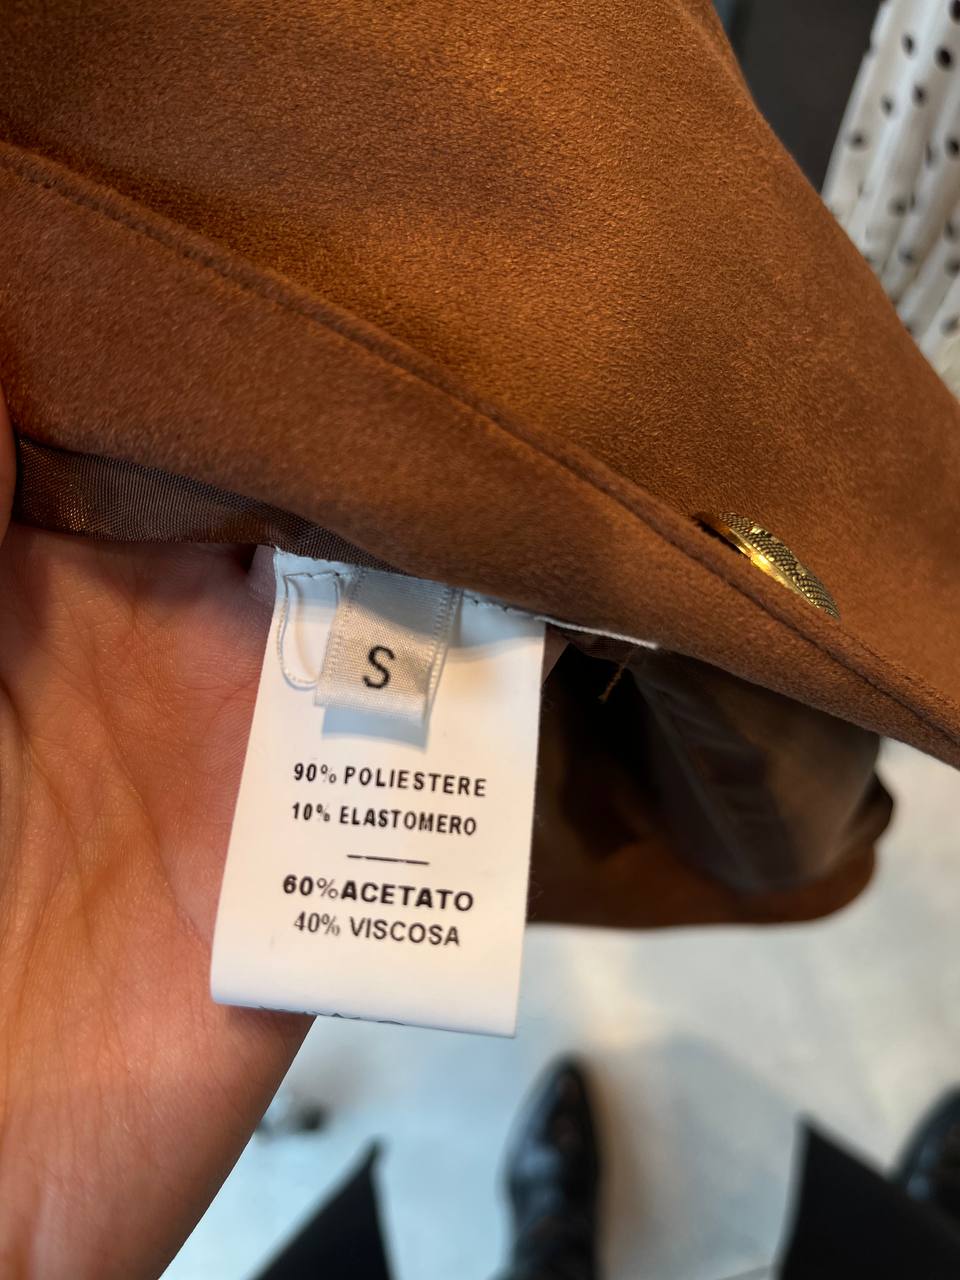 S
90% POLIESTERE
10% ELASTOMERO
60%ACETATO
40% VISCOSA